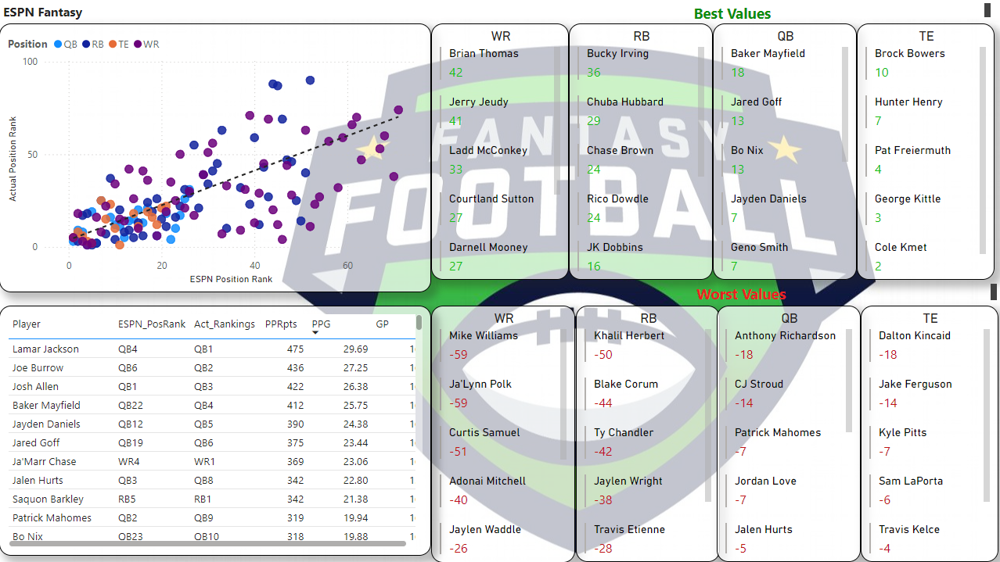 ESPN Fantasy
Position QB RB TE WR
100
50
0
Actual Position Rank
0 20 40 60
ESPN Position Rank
Best Values
WR
Brian Thomas
42
Jerry Jeudy
41
Ladd McConkey
33
Courtland Sutton
27
Darnell Mooney
27
RB
Bucky Irving
36
Chuba Hubbard
29
Chase Brown
24
Rico Dowdle
24
JK Dobbins
16
QB
Baker Mayfield
18
Jared Goff
13
Bo Nix
13
Jayden Daniels
7
Geno Smith
7
TE
Brock Bowers
10
Hunter Henry
7
Pat Freiermuth
4
George Kittle
3
Cole Kmet
2
FANTASY
FOOTBALL
Player ESPN_PosRank Act_Rankings PPRpts PPG GP
Lamar Jackson QB4 QB1 475 29.69
Joe Burrow QB6 QB2 436 27.25
Josh Allen QB1 QB3 422 26.38
Baker Mayfield QB22 QB4 412 25.75
Jayden Daniels QB12 QB5 390 24.38
Jared Goff QB19 QB6 375 23.44
Ja'Marr Chase WR4 WR1 369 23.06
Jalen Hurts QB3 QB8 342 22.80
Saquon Barkley RB5 RB1 342 21.38
Patrick Mahomes QB2 QB9 319 19.94
Bo Nix QB23 QB10 318 19.88
Worst Values
WR
Mike Williams
-59
Ja'Lynn Polk
-59
Curtis Samuel
-51
Adonai Mitchell
-40
Jaylen Waddle
-26
RB
Khalil Herbert
-50
Blake Corum
-44
Ty Chandler
-42
Jaylen Wright
-38
Travis Etienne
-28
QB
Anthony Richardson
-18
CJ Stroud
-14
Patrick Mahomes
-7
Jordan Love
-7
Jalen Hurts
-5
TE
Dalton Kincaid
-18
Jake Ferguson
-14
Kyle Pitts
-7
Sam LaPorta
-6
Travis Kelce
-4